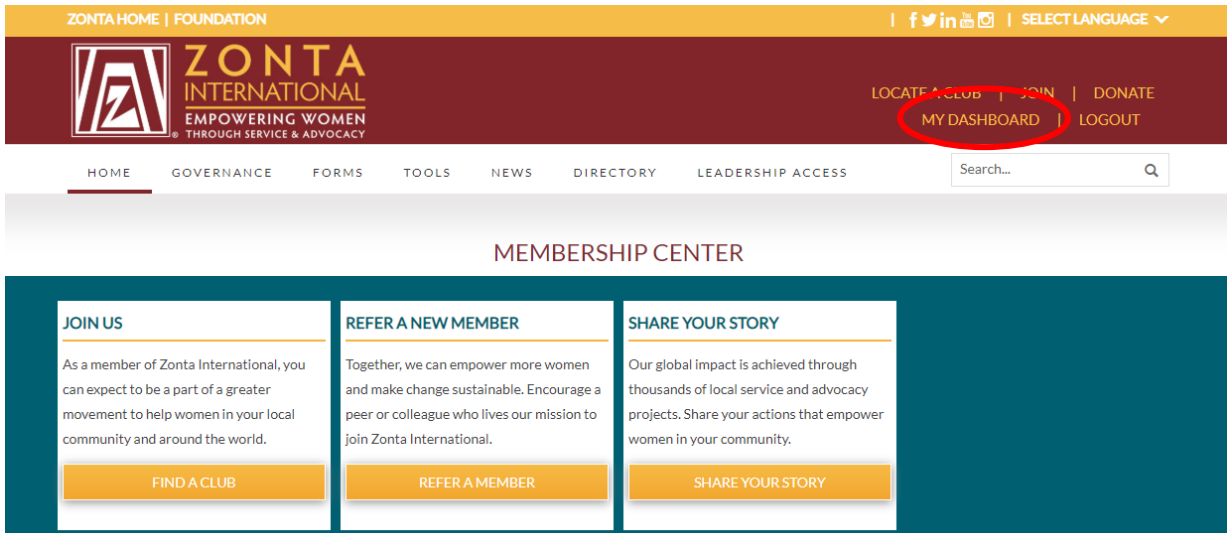 ZONTA HOME | FOUNDATION
| SELECT LANGUAGE
ZONTA
INTERNATIONAL
EMPOWERING WOMEN
THROUGH SERVICE & ADVOCACY
LOCATE A CLUB | JOIN | DONATE
MY DASHBOARD | LOGOUT
HOME GOVERNANCE FORMS TOOLS NEWS DIRECTORY LEADERSHIP ACCESS
Search...
MEMBERSHIP CENTER
JOIN US
As a member of Zonta International, you
can expect to be a part of a greater
movement to help women in your local
community and around the world.
FIND A CLUB
REFER A NEW MEMBER
Together, we can empower more women
and make change sustainable. Encourage a
peer or colleague who lives our mission to
join Zonta International.
REFER A MEMBER
SHARE YOUR STORY
Our global impact is achieved through
thousands of local service and advocacy
projects. Share your actions that empower
women in your community.
SHARE YOUR STORY